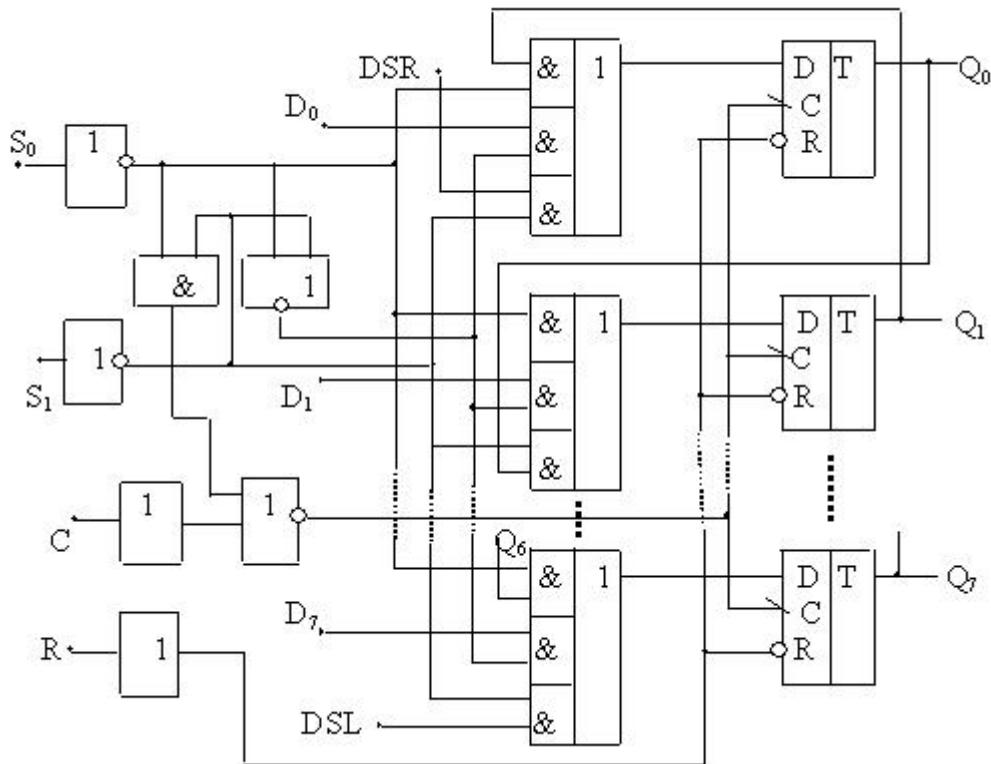 DSR & 1 D T Q₀
D₀ C
S₀ 1 & R
&
& 1
& 1 D T Q₁
S₁ 1 D₁ & C
R
&
C 1 1
Q₆
& 1 D T Q₇
D₇ C
R 1 & R
DSL &